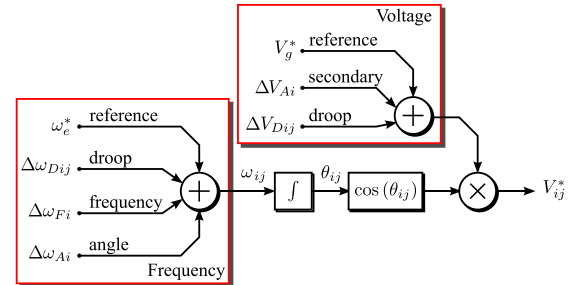 Voltage
V_g^* reference
ΔV_{Ai} secondary
ΔV_{Dij} droop
+
ω_e^* reference
Δω_{Dij} droop
Δω_{Fi} frequency
Δω_{Ai} angle
+
Frequency
ω_{ij}
∫
θ_{ij}
cos (θ_{ij})
×
V_{ij}^*